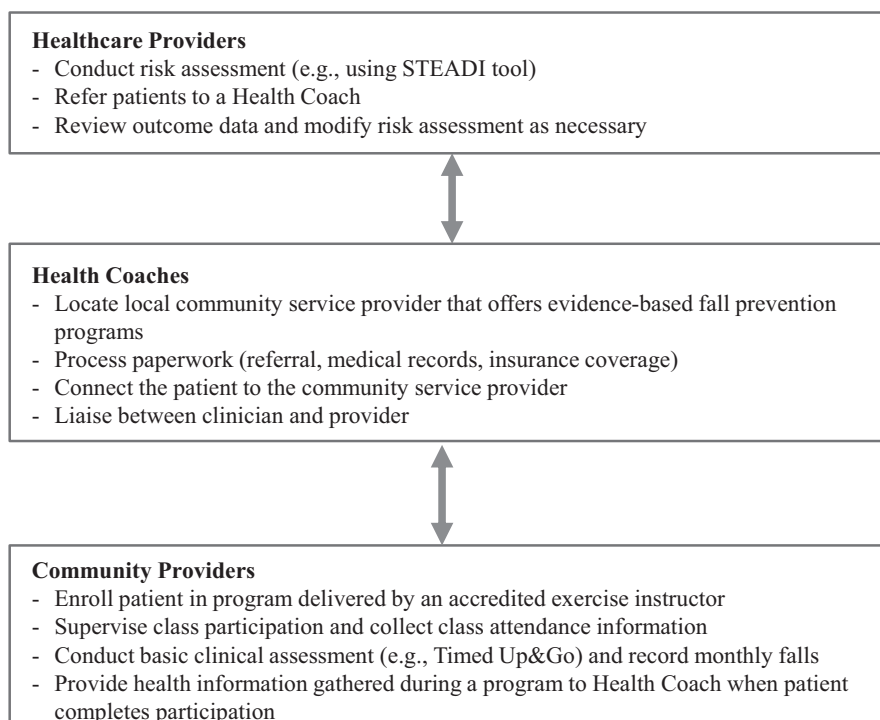 Healthcare Providers
- Conduct risk assessment (e.g., using STEADI tool)
- Refer patients to a Health Coach
- Review outcome data and modify risk assessment as necessary
Health Coaches
- Locate local community service provider that offers evidence-based fall prevention
programs
- Process paperwork (referral, medical records, insurance coverage)
- Connect the patient to the community service provider
- Liaise between clinician and provider
Community Providers
- Enroll patient in program delivered by an accredited exercise instructor
- Supervise class participation and collect class attendance information
- Conduct basic clinical assessment (e.g., Timed Up&Go) and record monthly falls
- Provide health information gathered during a program to Health Coach when patient
completes participation